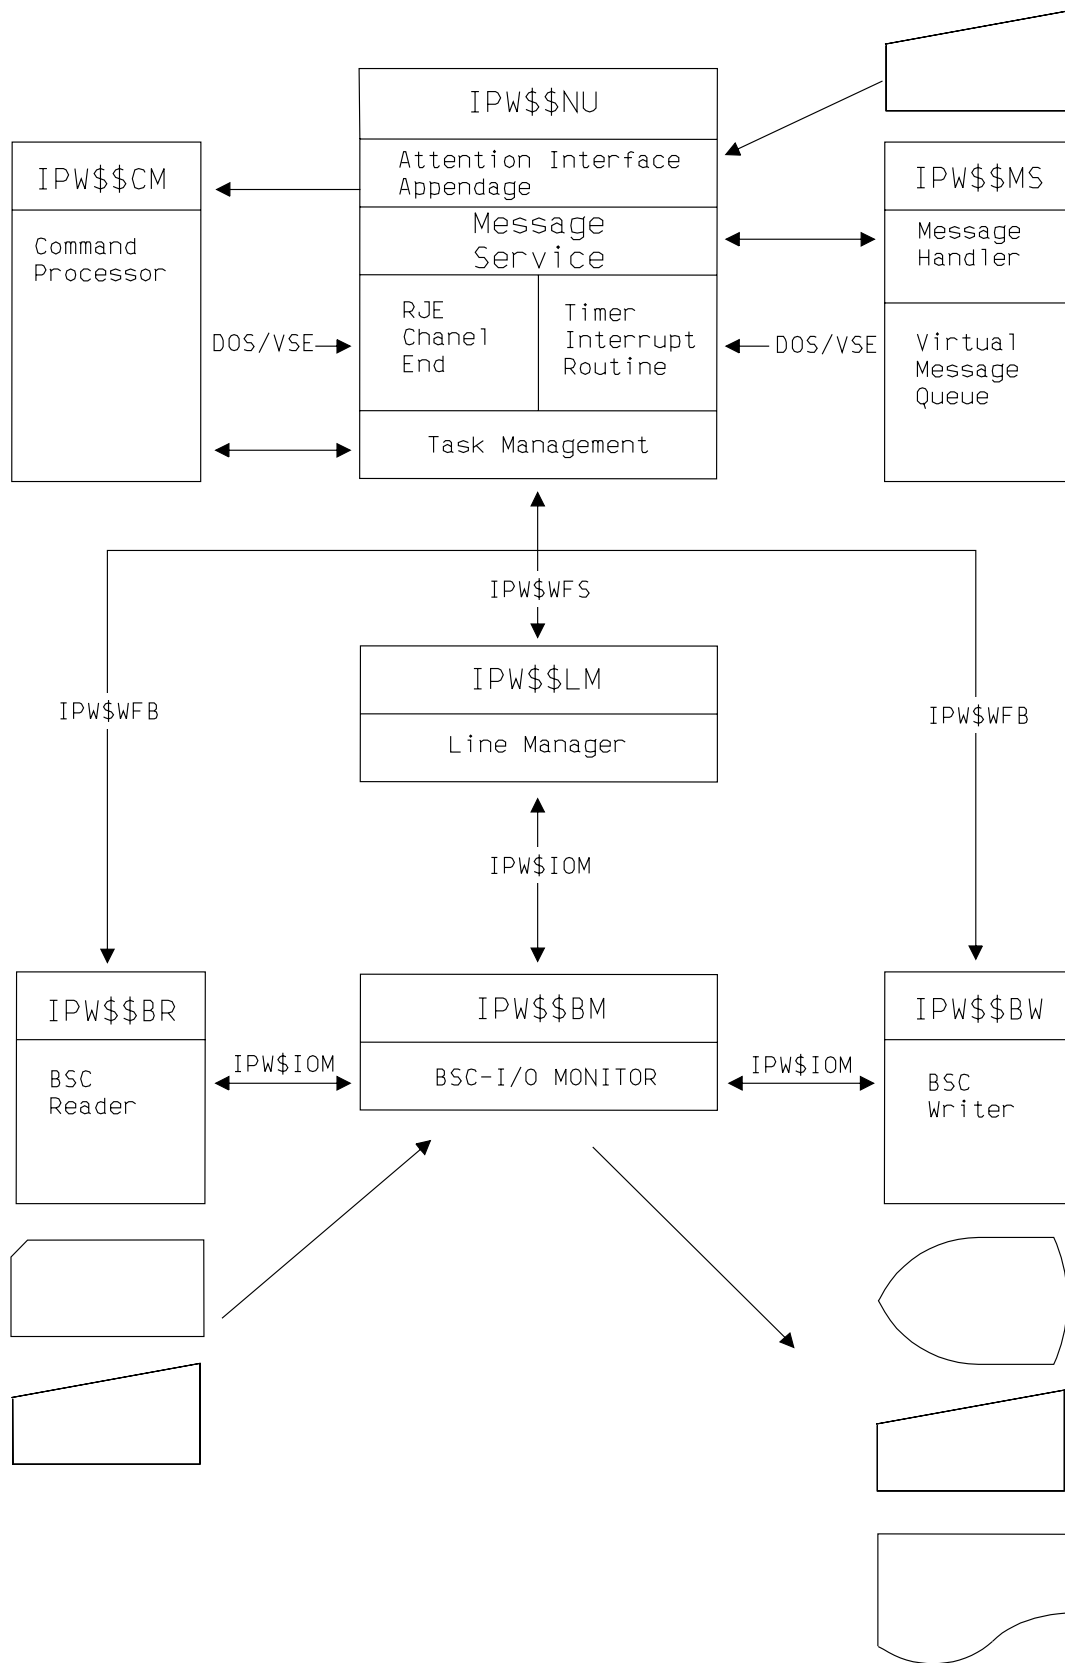 IPW$$NU
Attention Interface
Appendage
IPW$$CM
Command
Processor
Message
Service
IPW$$MS
Message
Handler
DOS/VSE
RJE
Chanel
End
Timer
Interrupt
Routine
DOS/VSE
Virtual
Message
Queue
Task Management
IPW$WFS
IPW$$LM
Line Manager
IPW$WFB
IPW$WFB
IPW$IOM
IPW$$BR
BSC
Reader
IPW$IOM
IPW$$BM
BSC-I/O MONITOR
IPW$IOM
IPW$$BW
BSC
Writer